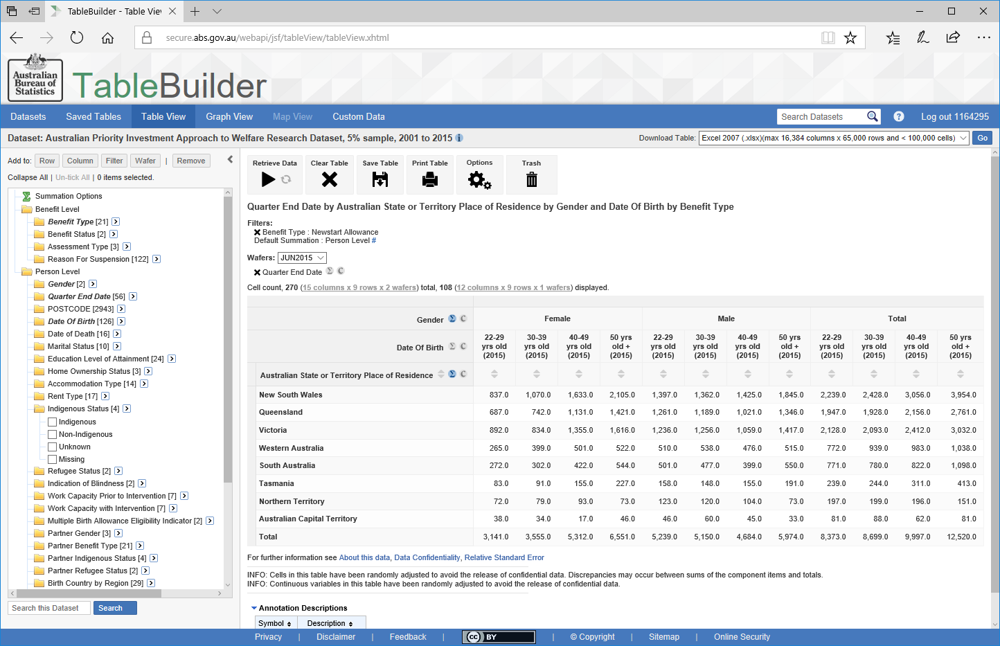 TableBuilder - Table Viev
secure.abs.gov.au/webapi/jsf/tableView/tableView.xhtml
Australian
Bureau of
Statistics
TableBuilder
Datasets Saved Tables Table View Graph View Map View Custom Data Search Datasets ? Log out 1164295
Dataset: Australian Priority Investment Approach to Welfare Research Dataset, 5% sample, 2001 to 2015 i
Download Table: Excel 2007 (.xlsx)(max 16,384 columns x 65,000 rows and < 100,000 cells) Go
Add to: Row Column Filter Wafer | Remove
Collapse All | Un-tick All | 0 items selected.
Σ Summation Options
Benefit Level
Benefit Type [21]
Benefit Status [2]
Assessment Type [3]
Reason For Suspension [122]
Person Level
Gender [2]
Quarter End Date [56]
POSTCODE [2943]
Date Of Birth [126]
Date of Death [16]
Marital Status [10]
Education Level of Attainment [24]
Home Ownership Status [3]
Accommodation Type [14]
Rent Type [17]
Indigenous Status [4]
Indigenous
Non-Indigenous
Unknown
Missing
Refugee Status [2]
Indication of Blindness [2]
Work Capacity Prior to Intervention [7]
Work Capacity with Intervention [7]
Multiple Birth Allowance Eligibility Indicator [2]
Partner Gender [3]
Partner Benefit Type [21]
Partner Indigenous Status [4]
Partner Refugee Status [2]
Birth Country by Region [29]
Search this Dataset Search
Retrieve Data Clear Table Save Table Print Table Options Trash
Quarter End Date by Australian State or Territory Place of Residence by Gender and Date Of Birth by Benefit Type
Filters:
Benefit Type : Newstart Allowance
Default Summation : Person Level #
Wafers: JUN2015
Quarter End Date Σ C
Cell count, 270 (15 columns x 9 rows x 2 wafers) total, 108 (12 columns x 9 rows x 1 wafers) displayed.
Gender Σ C Female Male Total
Date Of Birth Σ C 22-29 yrs old (2015) 30-39 yrs old (2015) 40-49 yrs old (2015) 50 yrs old + (2015) 22-29 yrs old (2015) 30-39 yrs old (2015) 40-49 yrs old (2015) 50 yrs old + (2015) 22-29 yrs old (2015) 30-39 yrs old (2015) 40-49 yrs old (2015) 50 yrs old + (2015)
Australian State or Territory Place of Residence Σ C
New South Wales 837.0 1,070.0 1,633.0 2,105.0 1,397.0 1,362.0 1,425.0 1,845.0 2,239.0 2,428.0 3,056.0 3,954.0
Queensland 687.0 742.0 1,131.0 1,421.0 1,261.0 1,189.0 1,021.0 1,346.0 1,947.0 1,928.0 2,156.0 2,761.0
Victoria 892.0 834.0 1,355.0 1,616.0 1,236.0 1,256.0 1,059.0 1,417.0 2,128.0 2,093.0 2,412.0 3,032.0
Western Australia 265.0 399.0 501.0 522.0 510.0 538.0 476.0 515.0 772.0 939.0 983.0 1,038.0
South Australia 272.0 302.0 422.0 544.0 501.0 477.0 399.0 550.0 771.0 780.0 822.0 1,098.0
Tasmania 83.0 91.0 155.0 227.0 158.0 148.0 155.0 191.0 239.0 244.0 311.0 413.0
Northern Territory 72.0 79.0 93.0 73.0 123.0 120.0 104.0 73.0 197.0 199.0 196.0 151.0
Australian Capital Territory 38.0 34.0 17.0 46.0 46.0 60.0 45.0 33.0 81.0 88.0 62.0 81.0
Total 3,141.0 3,555.0 5,312.0 6,551.0 5,239.0 5,150.0 4,684.0 5,974.0 8,373.0 8,699.0 9,997.0 12,520.0
For further information see About this data, Data Confidentiality, Relative Standard Error
INFO: Cells in this table have been randomly adjusted to avoid the release of confidential data. Discrepancies may occur between sums of the component items and totals.
INFO: Continuous variables in this table have been randomly adjusted to avoid the release of confidential data.
Annotation Descriptions
Symbol Description
Privacy | Disclaimer | Feedback | CC BY | © Copyright | Sitemap | Online Security